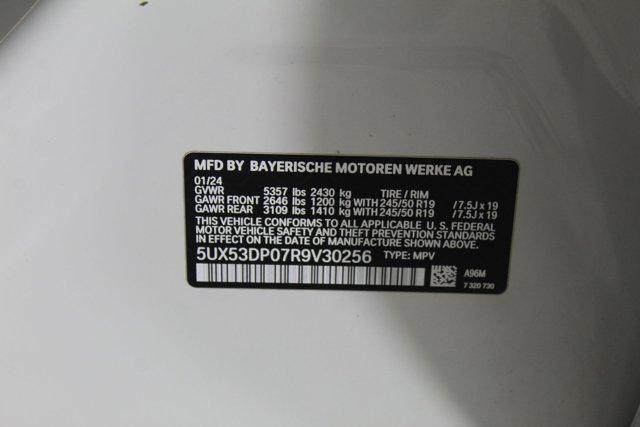 MFD BY BAYERISCHE MOTOREN WERKE AG
01/24
GVWR 5357 lbs 2430 kg TIRE / RIM
GAWR FRONT 2646 lbs 1200 kg WITH 245/50 R19 /7.5J x 19
GAWR REAR 3109 lbs 1410 kg WITH 245/50 R19 /7.5J x 19
THIS VEHICLE CONFORMS TO ALL APPLICABLE U. S. FEDERAL
MOTOR VEHICLE SAFETY STANDARDS IN EFFECT ON
THE DATE OF MANUFACTURE SHOWN ABOVE.
5UX53DP07R9V30256 TYPE: MPV
A96M
7 320 730